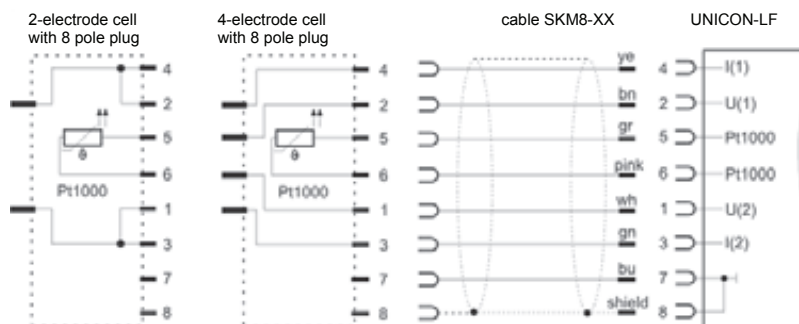 2-electrode cell
with 8 pole plug
4-electrode cell
with 8 pole plug
cable SKM8-XX
UNICON-LF
4
2
5
6
1
3
7
8
ϑ
Pt1000
4
2
5
6
1
3
7
8
ϑ
Pt1000
ye
bn
gr
pink
wh
gn
bu
shield
4 I(1)
2 U(1)
5 Pt1000
6 Pt1000
1 U(2)
3 I(2)
7
8